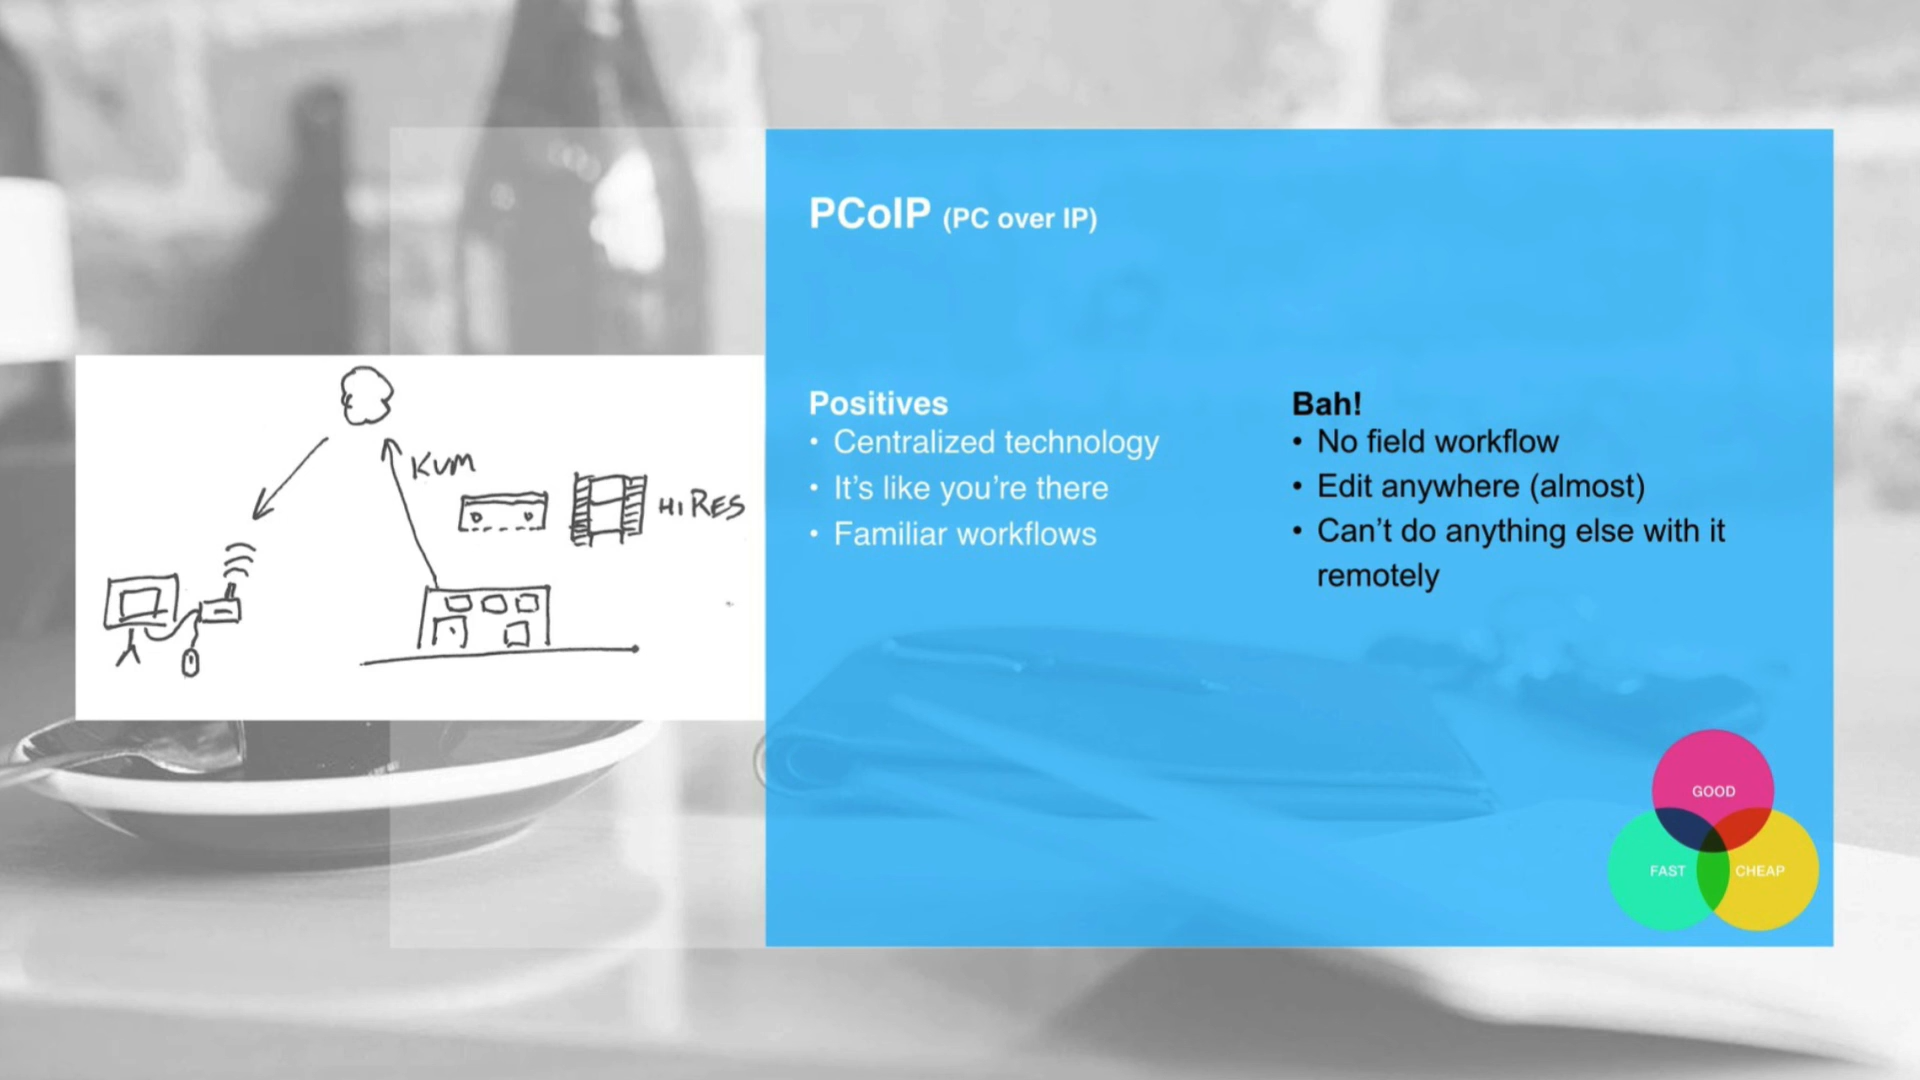 PCoIP (PC over IP)
KVM
HiRES
Positives
• Centralized technology
• It’s like you’re there
• Familiar workflows
Bah!
• No field workflow
• Edit anywhere (almost)
• Can’t do anything else with it
remotely
GOOD
FAST
CHEAP